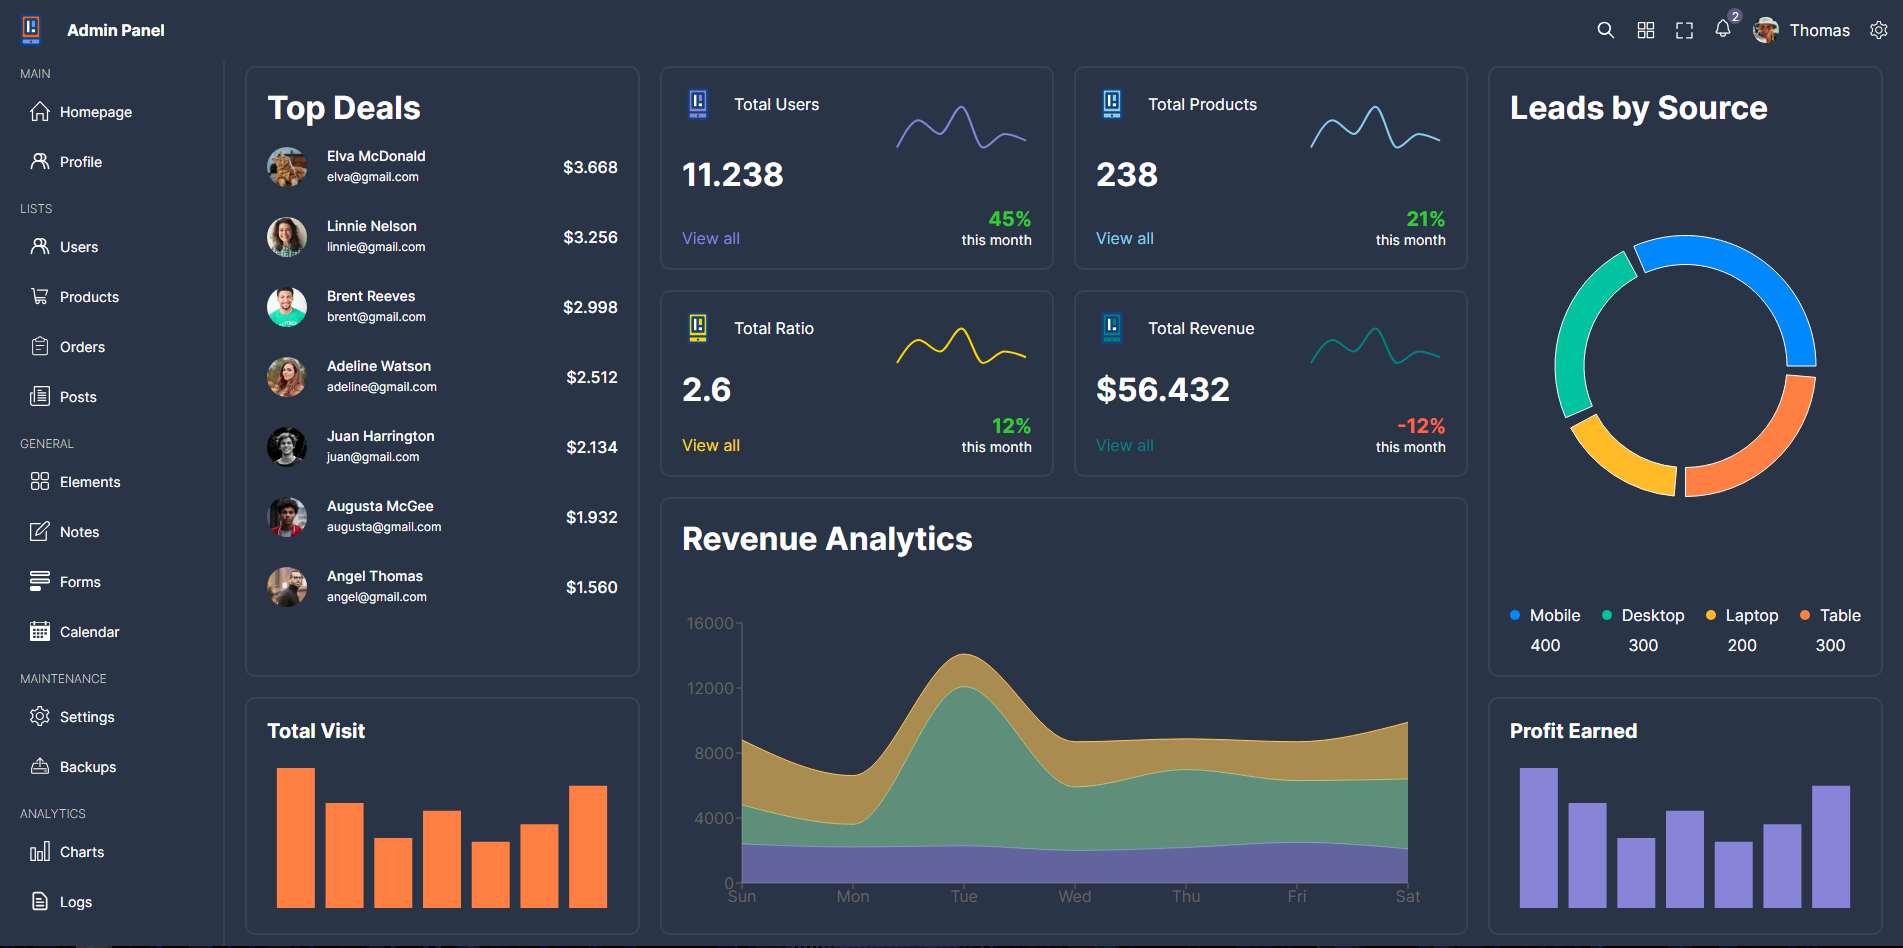 Admin Panel
2
Thomas
MAIN
Homepage
Profile
LISTS
Users
Products
Orders
Posts
GENERAL
Elements
Notes
Forms
Calendar
MAINTENANCE
Settings
Backups
ANALYTICS
Charts
Logs
Top Deals
Elva McDonald
elva@gmail.com
$3.668
Linnie Nelson
linnie@gmail.com
$3.256
Brent Reeves
brent@gmail.com
$2.998
Adeline Watson
adeline@gmail.com
$2.512
Juan Harrington
juan@gmail.com
$2.134
Augusta McGee
augusta@gmail.com
$1.932
Angel Thomas
angel@gmail.com
$1.560
Total Visit
Total Users
11.238
View all
45%
this month
Total Products
238
View all
21%
this month
Total Ratio
2.6
View all
12%
this month
Total Revenue
$56.432
View all
-12%
this month
Revenue Analytics
16000
12000
8000
4000
0
Sun Mon Tue Wed Thu Fri Sat
Leads by Source
Mobile Desktop Laptop Table
400 300 200 300
Profit Earned